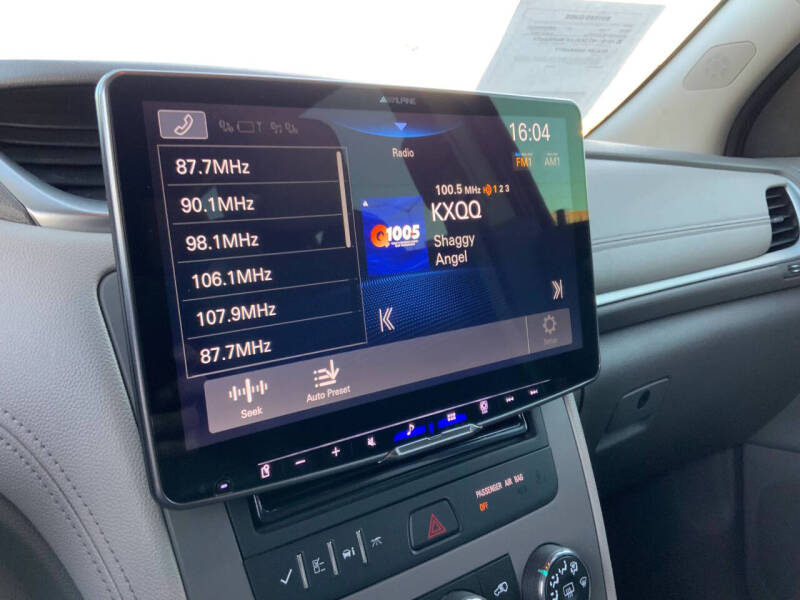 ALPINE
16:04
Radio
FM1 AM1
87.7MHz
90.1MHz
98.1MHz
106.1MHz
107.9MHz
87.7MHz
100.5 MHz HD 1 2 3
KXQQ
Q1005
Shaggy
Angel
Seek
Auto Preset
Setup
PASSENGER AIR BAG
OFF